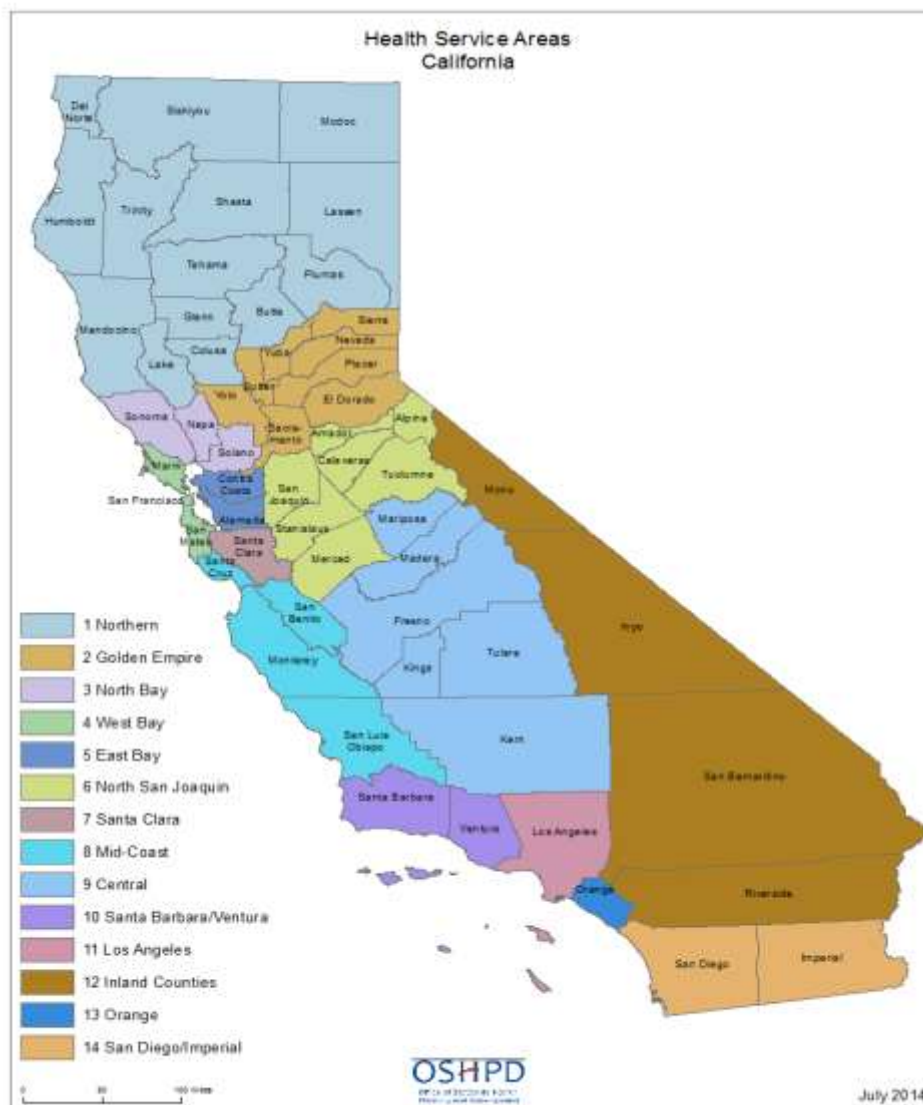 Health Service Areas
California
Del
Norte
Siskiyou
Modoc
Humboldt
Trinity
Shasta
Lassen
Tehama
Plumas
Mendocino
Glenn
Butte
Lake
Colusa
Sierra
Nevada
Yuba
Placer
Sutter
Yolo
El Dorado
Sonoma
Napa
Sacra-
mento
Alpine
Amador
Solano
Calaveras
Marin
Contra
Costa
San
Joaquin
Tuolumne
Mono
San Francisco
Alameda
Stanislaus
Mariposa
San
Mateo
Santa
Clara
Merced
Madera
Santa
Cruz
San
Benito
Fresno
Inyo
Monterey
Kings
Tulare
San Luis
Obispo
Kern
San Bernardino
Santa Barbara
Ventura
Los Angeles
Orange
Riverside
San Diego
Imperial
1 Northern
2 Golden Empire
3 North Bay
4 West Bay
5 East Bay
6 North San Joaquin
7 Santa Clara
8 Mid-Coast
9 Central
10 Santa Barbara/Ventura
11 Los Angeles
12 Inland Counties
13 Orange
14 San Diego/Imperial
OSHPD